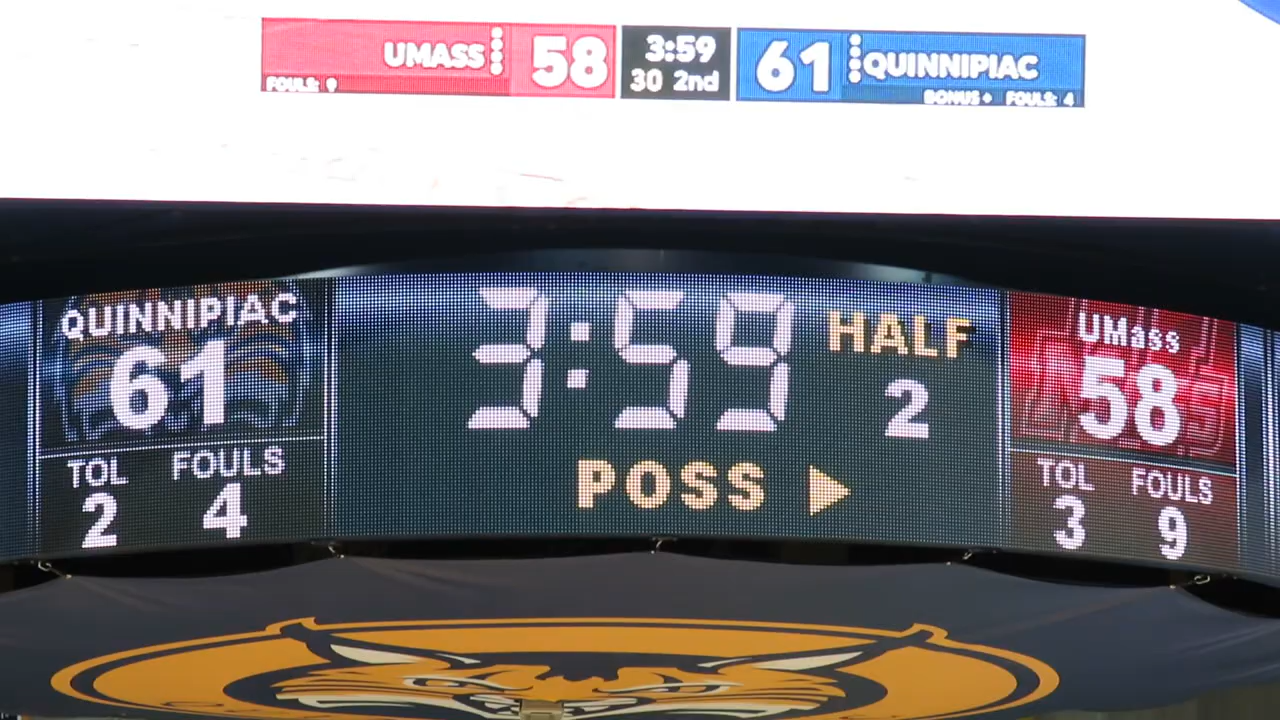 UMASS 58 3:59 61 QUINNIPIAC
FOULS: 9 30 2nd BONUS+ FOULS: 4
QUINNIPIAC 3:59 HALF UMass
61 2 58
TOL FOULS POSS TOL FOULS
2 4 3 9